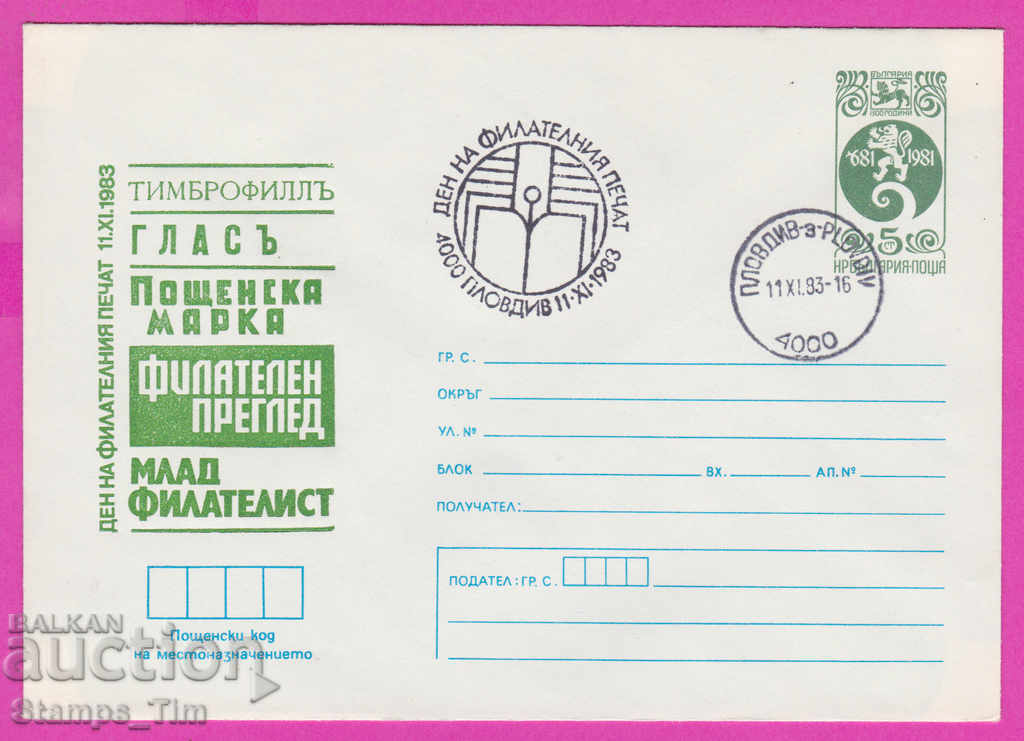 ДЕН НА ФИЛАТЕЛНИЯ ПЕЧАТ 11.XI.1983
ТИМБРОФИЛЛЪ
ГЛАСЪ
ПОЩЕНСКА
МАРКА
ФИЛАТЕЛЕН
ПРЕГЛЕД
МЛАД
ФИЛАТЕЛИСТ
ДЕН НА ФИЛАТЕЛНИЯ ПЕЧАТ
4000 ПЛОВДИВ 11·XI·1983
БЪЛГАРИЯ
1300 ГОДИНИ
681 1981
5 СТ
НР БЪЛГАРИЯ·ПОЩА
ПЛОВДИВ-з-PLOVDIV
11XI.83-16
4000
ГР. С.
ОКРЪГ
УЛ. №
БЛОК ВХ. АП. №
ПОЛУЧАТЕЛ:
ПОДАТЕЛ: ГР. С.
Пощенски код
на местоназначението
BALKAN
auction
Stamps_Tim